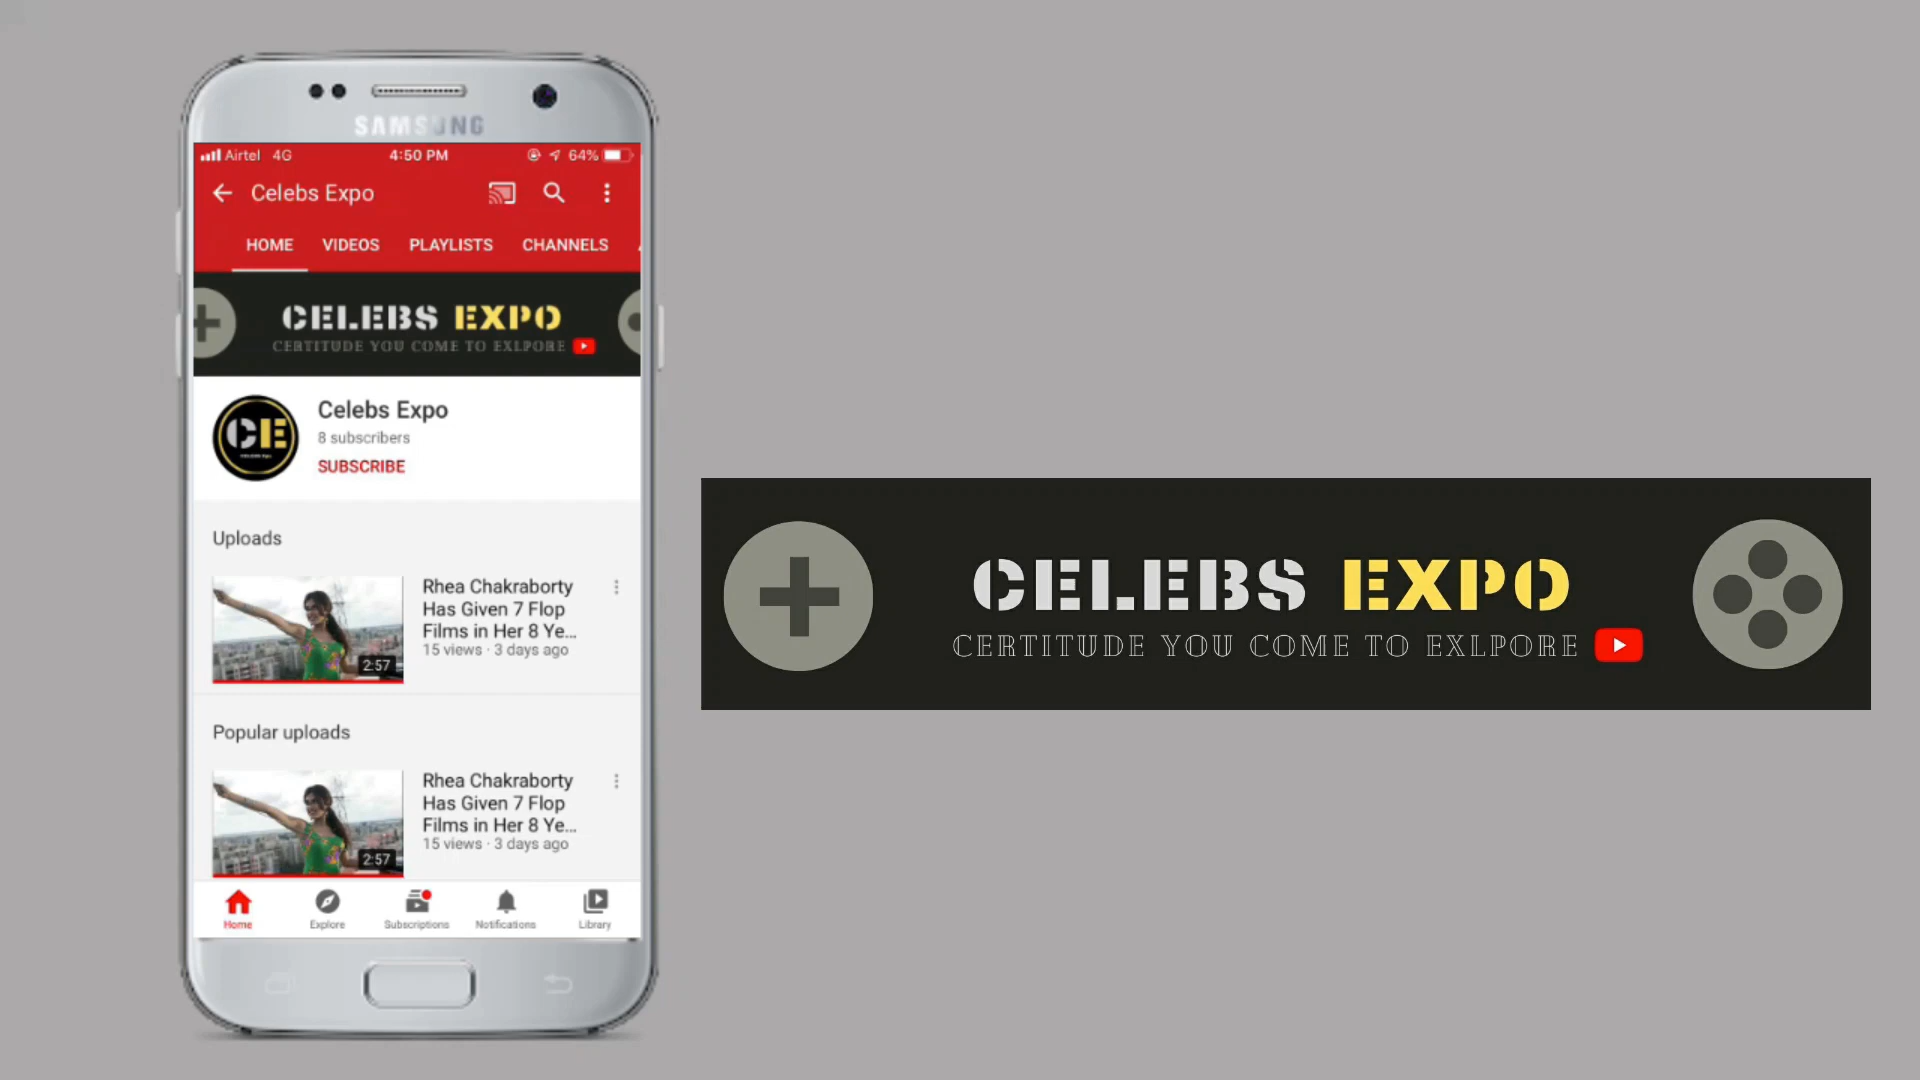 SAMSUNG
Airtel 4G 4:50 PM 64%
Celebs Expo
HOME VIDEOS PLAYLISTS CHANNELS
CELEBS EXPO
CERTITUDE YOU COME TO EXLPORE
CE
Celebs Expo
8 subscribers
SUBSCRIBE
Uploads
Rhea Chakraborty
Has Given 7 Flop
Films in Her 8 Ye...
15 views · 3 days ago
2:57
Popular uploads
Rhea Chakraborty
Has Given 7 Flop
Films in Her 8 Ye...
15 views · 3 days ago
2:57
Home Explore Subscriptions Notifications Library
CELEBS EXPO
CERTITUDE YOU COME TO EXLPORE